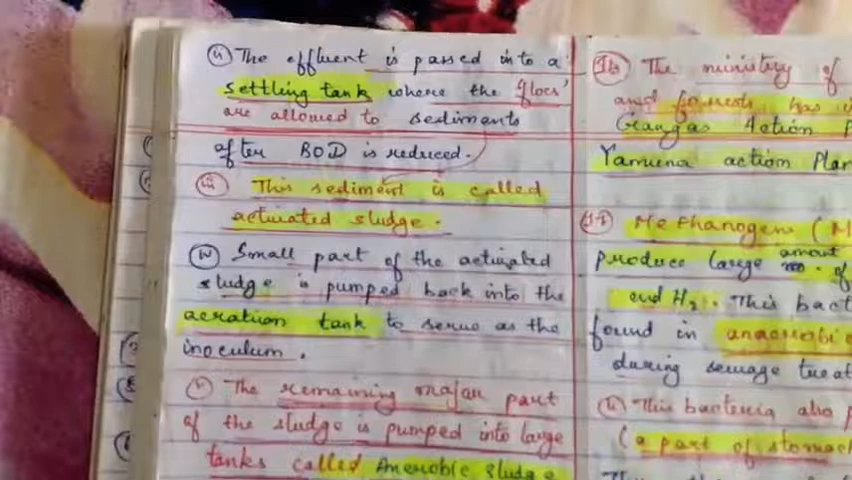 (ii) The effluent is passed into a
settling tank where the 'flocs'
are allowed to sediments
after BOD is reduced.
(iii) This sediment is called
activated sludge.
(iv) Small part of the activated
sludge is pumped back into the
aeration tank to serve as the
inoculum.
(v) The remaining major part
of the sludge is pumped into large
tanks called Anerobic sludge
The ministry of
and forests has
Ganga Action P
Yamuna action Plan
Methanogens (M
produce large amount of
and H2. This bact
found in anaerobic
during sewage treat
(ii) This bacteria also p
(a part of stomach